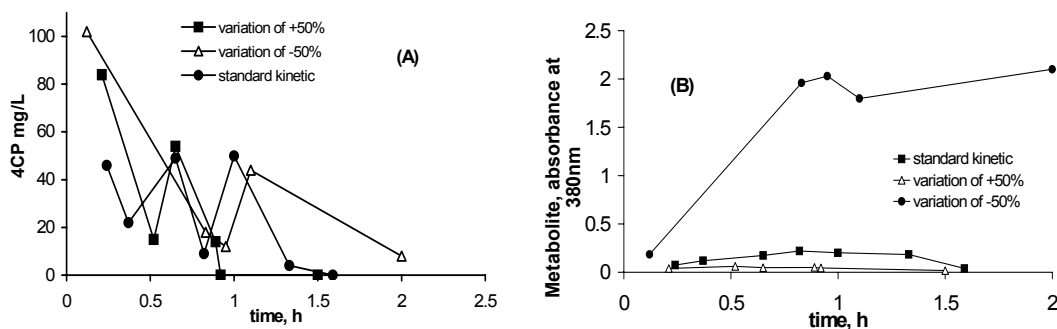 variation of +50%
variation of -50%
standard kinetic
(A)
4CP mg/L
100
80
60
40
20
0
0 0.5 1 1.5 2 2.5
time, h
(B)
Metabolite, absorbance at
380nm
2.5
2
1.5
1
0.5
0
standard kinetic
variation of +50%
variation of -50%
0 0.5 1 1.5 2
time, h